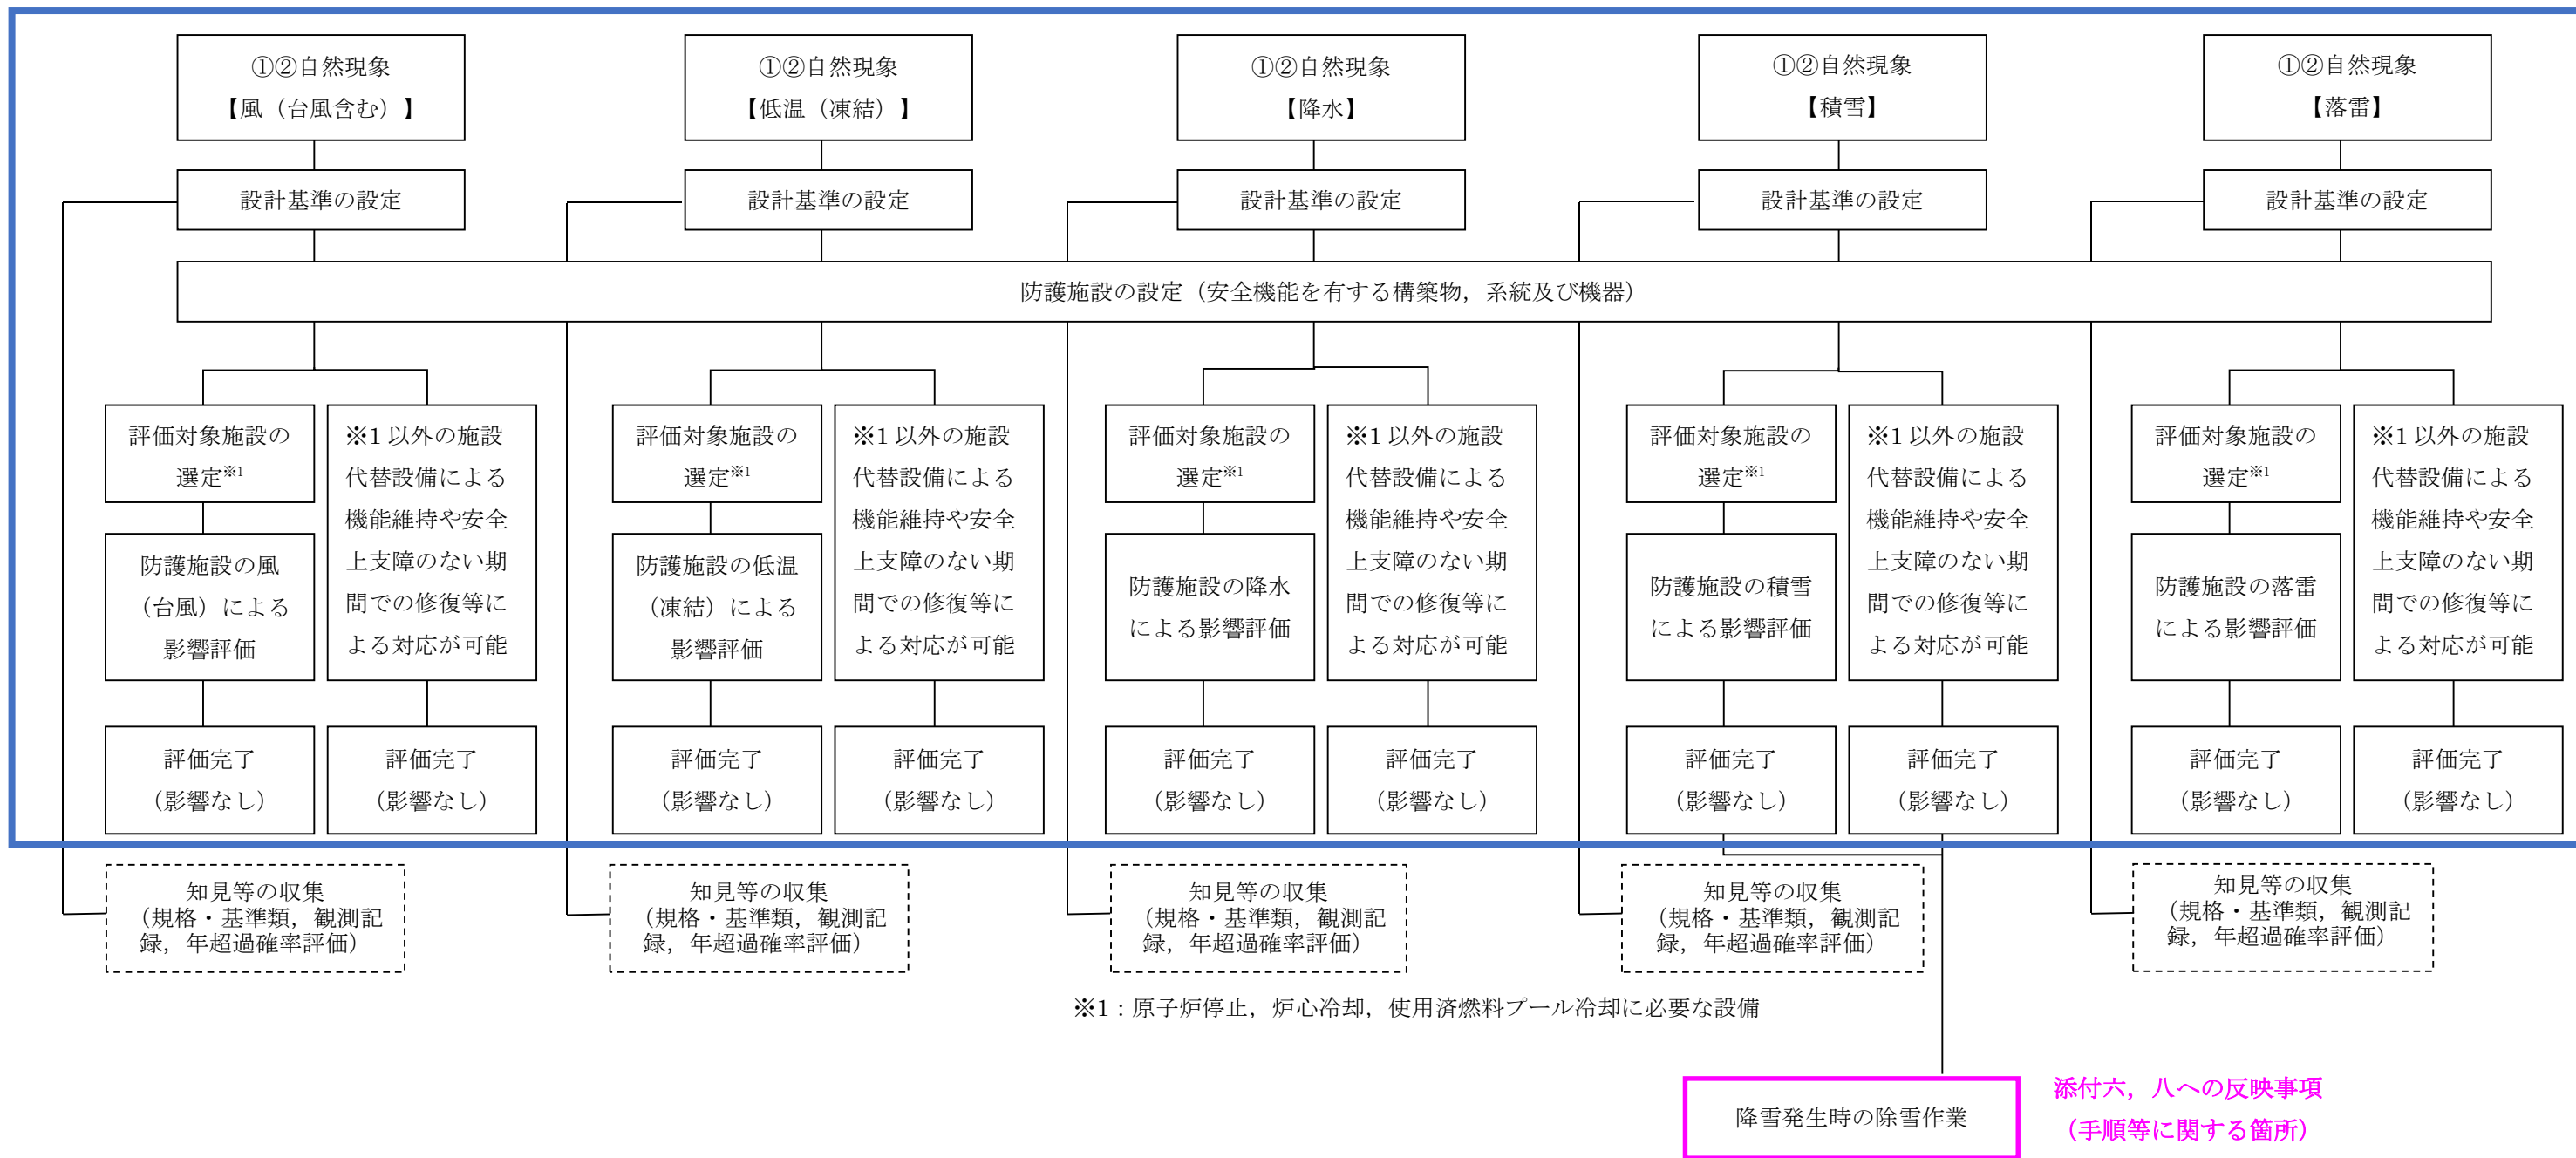 ①②自然現象
【風（台風含む）】
①②自然現象
【低温（凍結）】
①②自然現象
【降水】
①②自然現象
【積雪】
①②自然現象
【落雷】
設計基準の設定
設計基準の設定
設計基準の設定
設計基準の設定
設計基準の設定
防護施設の設定（安全機能を有する構築物，系統及び機器）
評価対象施設の
選定※1
※1 以外の施設
代替設備による
機能維持や安全
上支障のない期
間での修復等に
よる対応が可能
評価対象施設の
選定※1
※1 以外の施設
代替設備による
機能維持や安全
上支障のない期
間での修復等に
よる対応が可能
評価対象施設の
選定※1
※1 以外の施設
代替設備による
機能維持や安全
上支障のない期
間での修復等に
よる対応が可能
評価対象施設の
選定※1
※1 以外の施設
代替設備による
機能維持や安全
上支障のない期
間での修復等に
よる対応が可能
評価対象施設の
選定※1
※1 以外の施設
代替設備による
機能維持や安全
上支障のない期
間での修復等に
よる対応が可能
防護施設の風
（台風）による
影響評価
防護施設の低温
（凍結）による
影響評価
防護施設の降水
による影響評価
防護施設の積雪
による影響評価
防護施設の落雷
による影響評価
評価完了
（影響なし）
評価完了
（影響なし）
評価完了
（影響なし）
評価完了
（影響なし）
評価完了
（影響なし）
評価完了
（影響なし）
評価完了
（影響なし）
評価完了
（影響なし）
評価完了
（影響なし）
評価完了
（影響なし）
知見等の収集
（規格・基準類，観測記
録，年超過確率評価）
知見等の収集
（規格・基準類，観測記
録，年超過確率評価）
知見等の収集
（規格・基準類，観測記
録，年超過確率評価）
知見等の収集
（規格・基準類，観測記
録，年超過確率評価）
知見等の収集
（規格・基準類，観測記
録，年超過確率評価）
※1：原子炉停止，炉心冷却，使用済燃料プール冷却に必要な設備
降雪発生時の除雪作業
添付六，八への反映事項
（手順等に関する箇所）